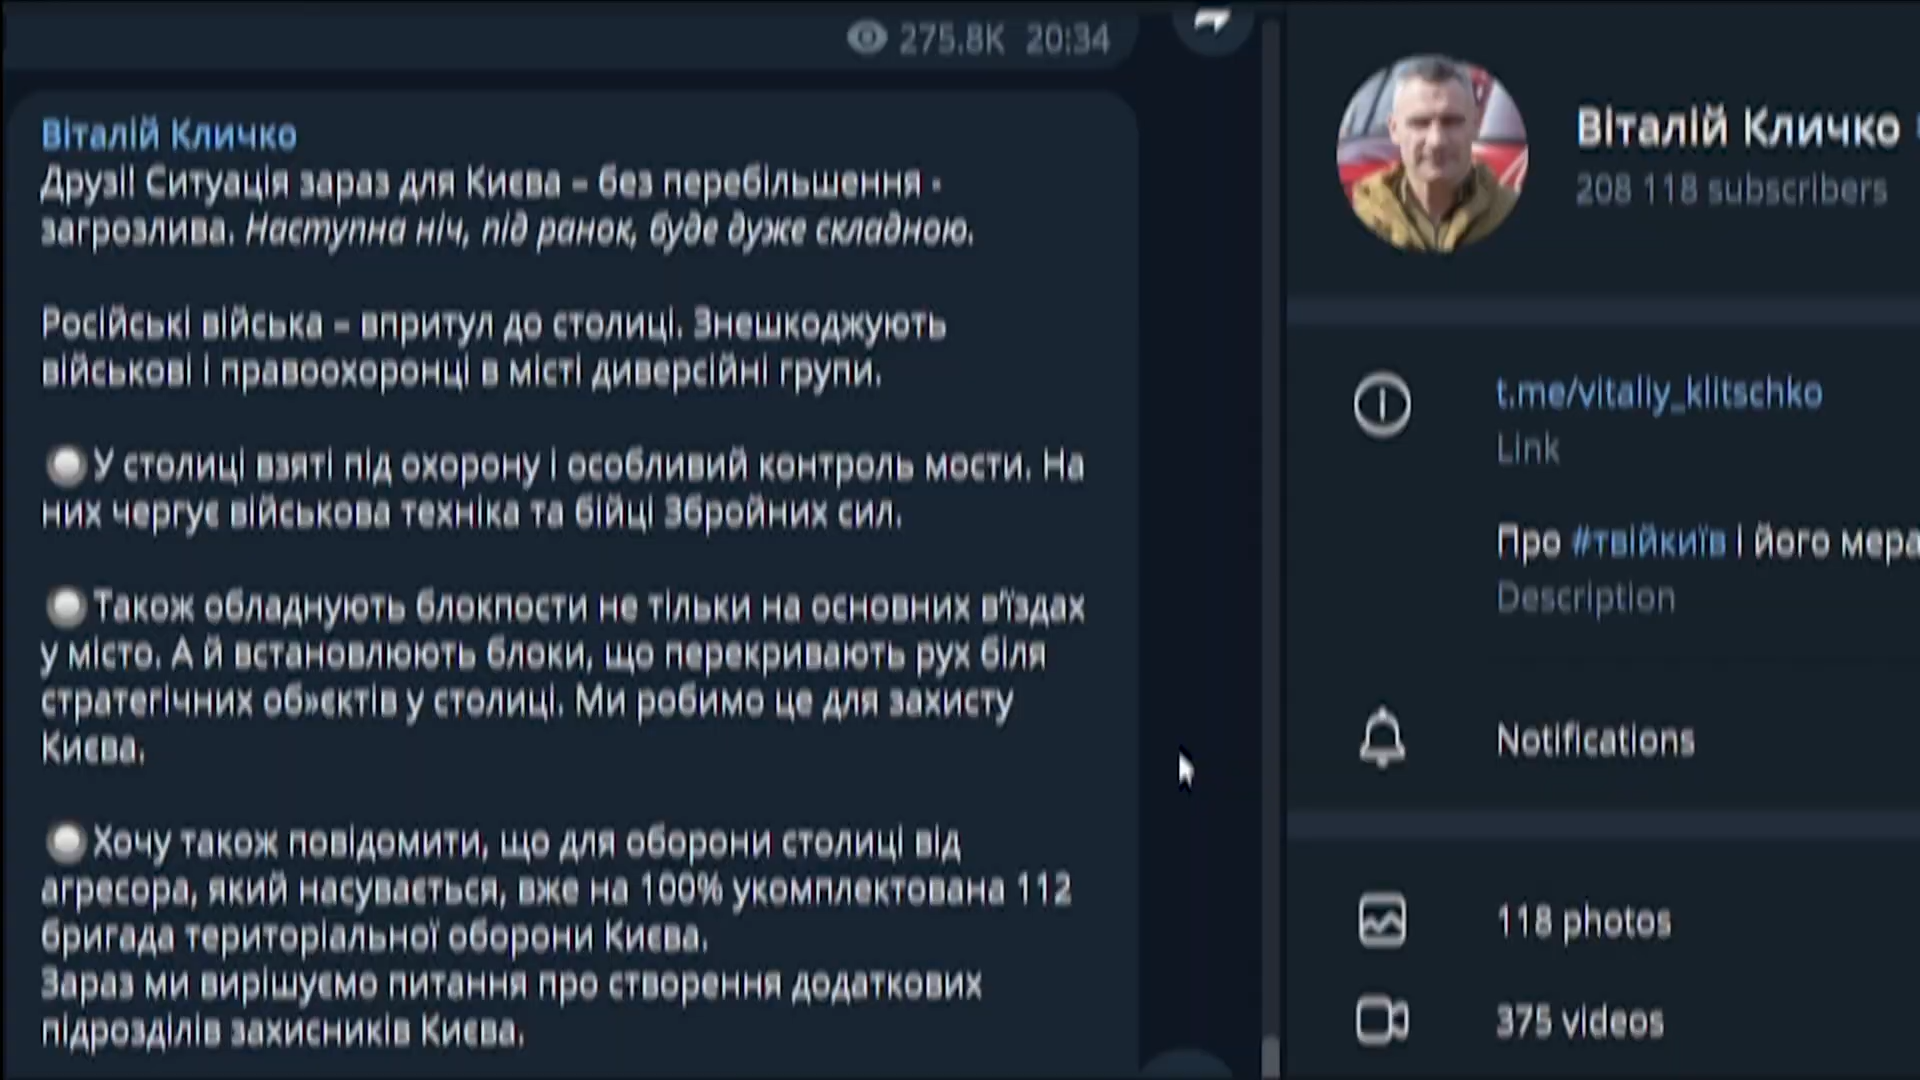 275.8K 20:34
Віталій Кличко
Друзі! Ситуація зараз для Києва – без перебільшення -
загрозлива. Наступна ніч, під ранок, буде дуже складною.
Російські війська – впритул до столиці. Знешкоджують
військові і правоохоронці в місті диверсійні групи.
У столиці взяті під охорону і особливий контроль мости. На
них чергує військова техніка та бійці Збройних сил.
Також обладнують блокпости не тільки на основних в'їздах
у місто. А й встановлюють блоки, що перекривають рух біля
стратегічних об»єктів у столиці. Ми робимо це для захисту
Києва.
Хочу також повідомити, що для оборони столиці від
агресора, який насувається, вже на 100% укомплектована 112
бригада територіальної оборони Києва.
Зараз ми вирішуємо питання про створення додаткових
підрозділів захисників Києва.
Віталій Кличко
208 118 subscribers
t.me/vitaliy_klitschko
Link
Про #твійкиїв і його мера
Description
Notifications
118 photos
375 videos